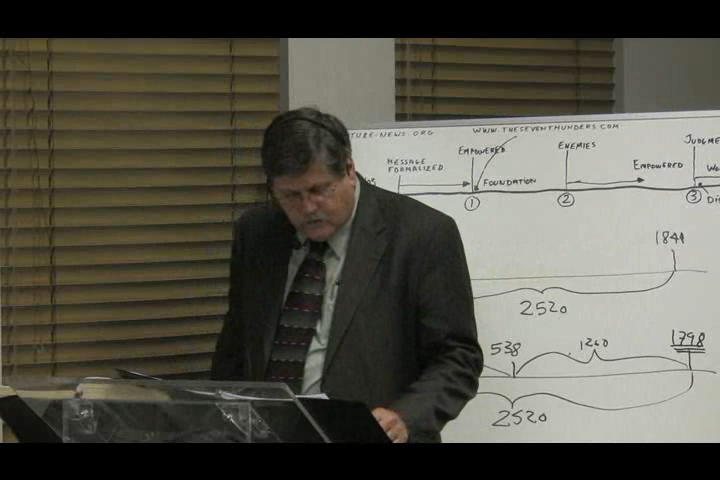 TURE-NEWS.ORG WWW.THESEVENTHUNDERS.COM
MESSAGE FORMALIZED
EMPOWERED
FOUNDATION
ENEMIES
EMPOWERED
JUDGME
1 2 3
1844
2520
538 1260 1798
2520